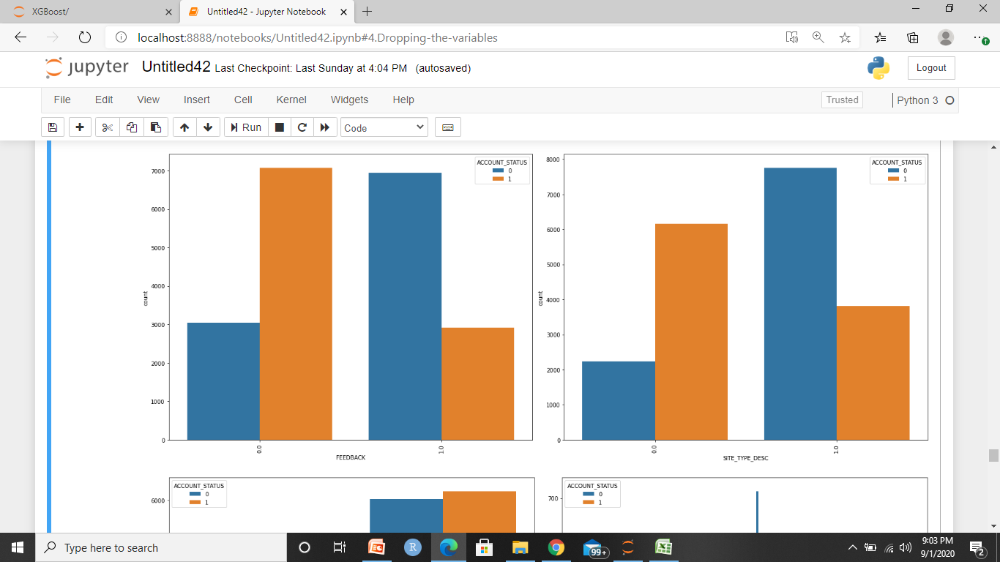 XGBoost/
Untitled42 - Jupyter Notebook
localhost:8888/notebooks/Untitled42.ipynb#4.Dropping-the-variables
jupyter Untitled42 Last Checkpoint: Last Sunday at 4:04 PM (autosaved)
Logout
File Edit View Insert Cell Kernel Widgets Help
Trusted
Python 3
Run
Code
ACCOUNT_STATUS
0
1
7000
6000
5000
4000
3000
2000
1000
0
count
0.0
1.0
FEEDBACK
ACCOUNT_STATUS
0
1
8000
7000
6000
5000
4000
3000
2000
1000
0
count
0.0
1.0
SITE_TYPE_DESC
ACCOUNT_STATUS
0
1
6000
ACCOUNT_STATUS
0
1
700
Type here to search
R
99+
9:03 PM
9/1/2020
2